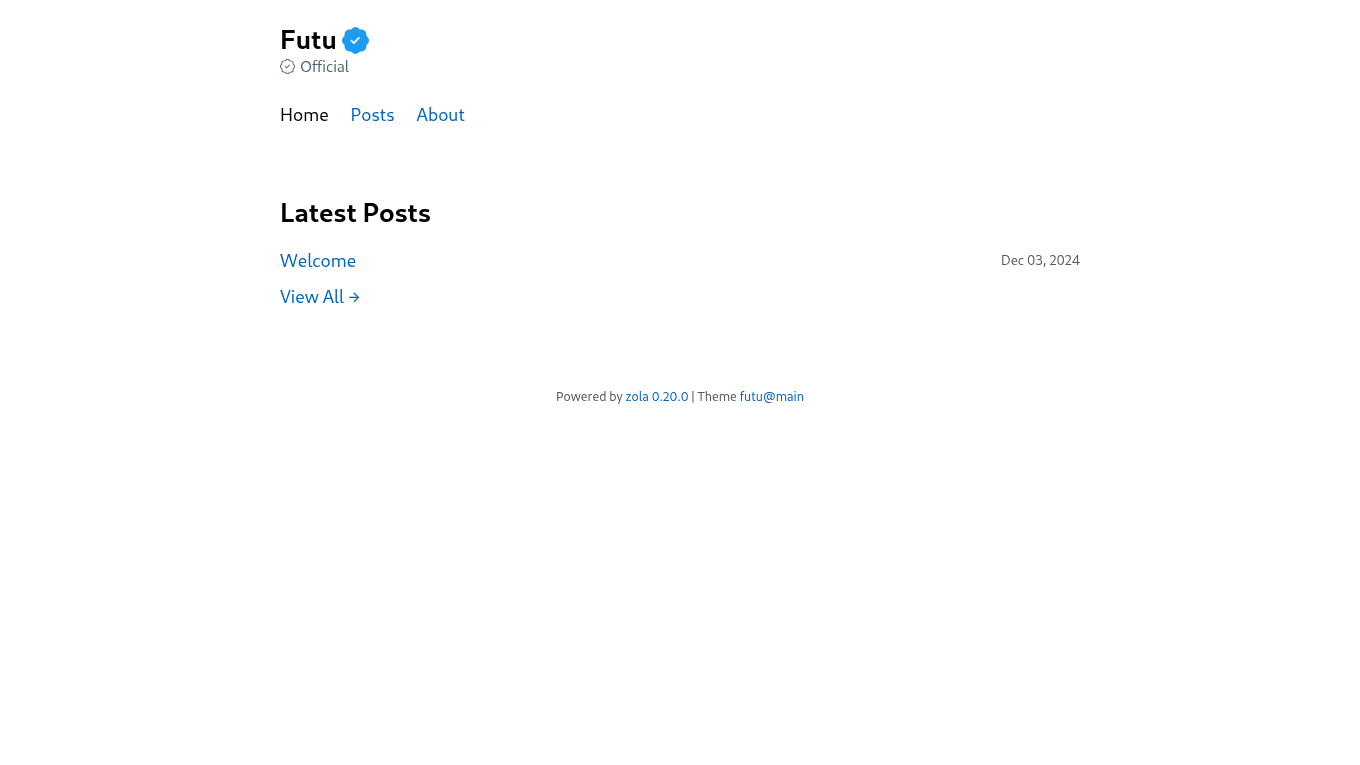 Futu
Official
Home Posts About
Latest Posts
Welcome Dec 03, 2024
View All →
Powered by zola 0.20.0 | Theme futu@main